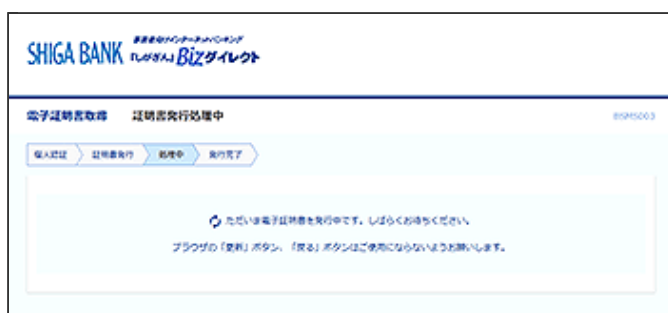 事業者向けインターネットバンキング
SHIGA BANK 『しがぎん』Bizダイレクト
電子証明書取得 証明書発行処理中 BSMS003
個人認証 証明書発行 処理中 発行完了
ただいま電子証明書を発行中です。しばらくお待ちください。
ブラウザの「更新」ボタン、「戻る」ボタンはご使用にならないようお願いします。